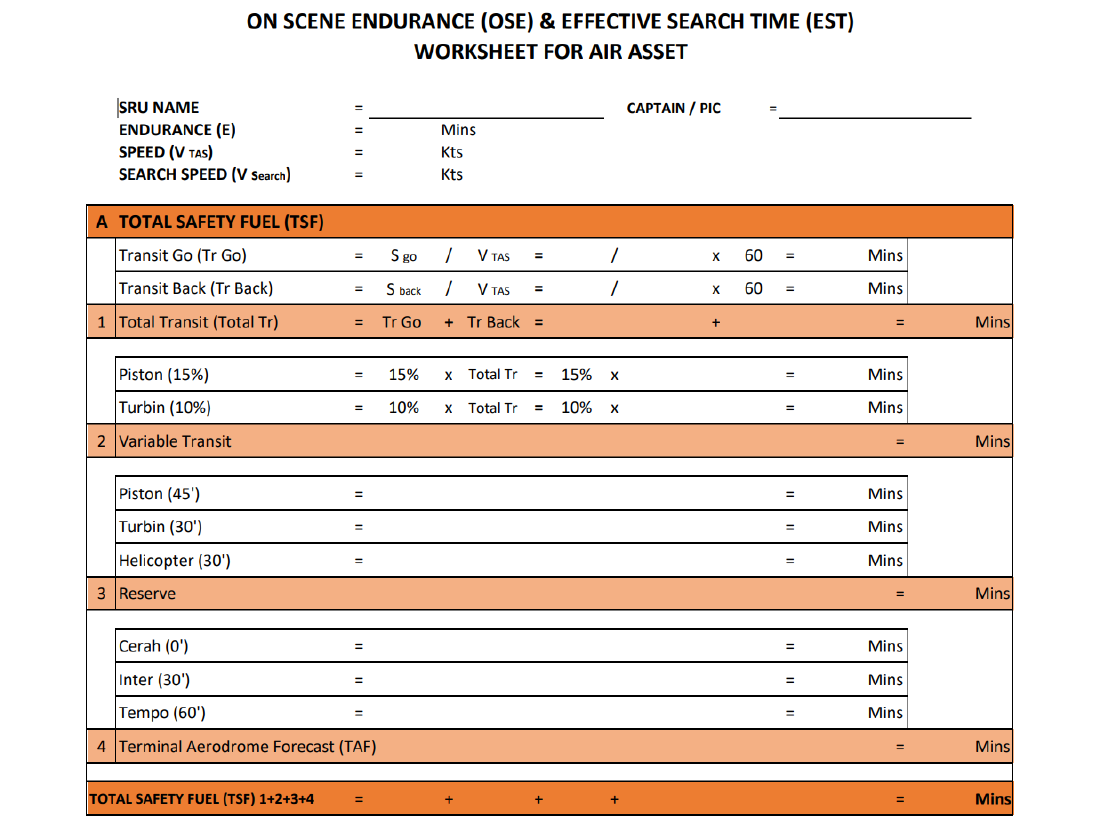 ON SCENE ENDURANCE (OSE) & EFFECTIVE SEARCH TIME (EST)
WORKSHEET FOR AIR ASSET
SRU NAME = CAPTAIN / PIC =
ENDURANCE (E) = Mins
SPEED (V TAS) = Kts
SEARCH SPEED (V Search) = Kts
A TOTAL SAFETY FUEL (TSF)
Transit Go (Tr Go) = S go / V TAS = / x 60 = Mins
Transit Back (Tr Back) = S back / V TAS = / x 60 = Mins
1 Total Transit (Total Tr) = Tr Go + Tr Back = + = Mins
Piston (15%) = 15% x Total Tr = 15% x = Mins
Turbin (10%) = 10% x Total Tr = 10% x = Mins
2 Variable Transit = Mins
Piston (45') = = Mins
Turbin (30') = = Mins
Helicopter (30') = = Mins
3 Reserve = Mins
Cerah (0') = = Mins
Inter (30') = = Mins
Tempo (60') = = Mins
4 Terminal Aerodrome Forecast (TAF) = Mins
TOTAL SAFETY FUEL (TSF) 1+2+3+4 = + + + = Mins